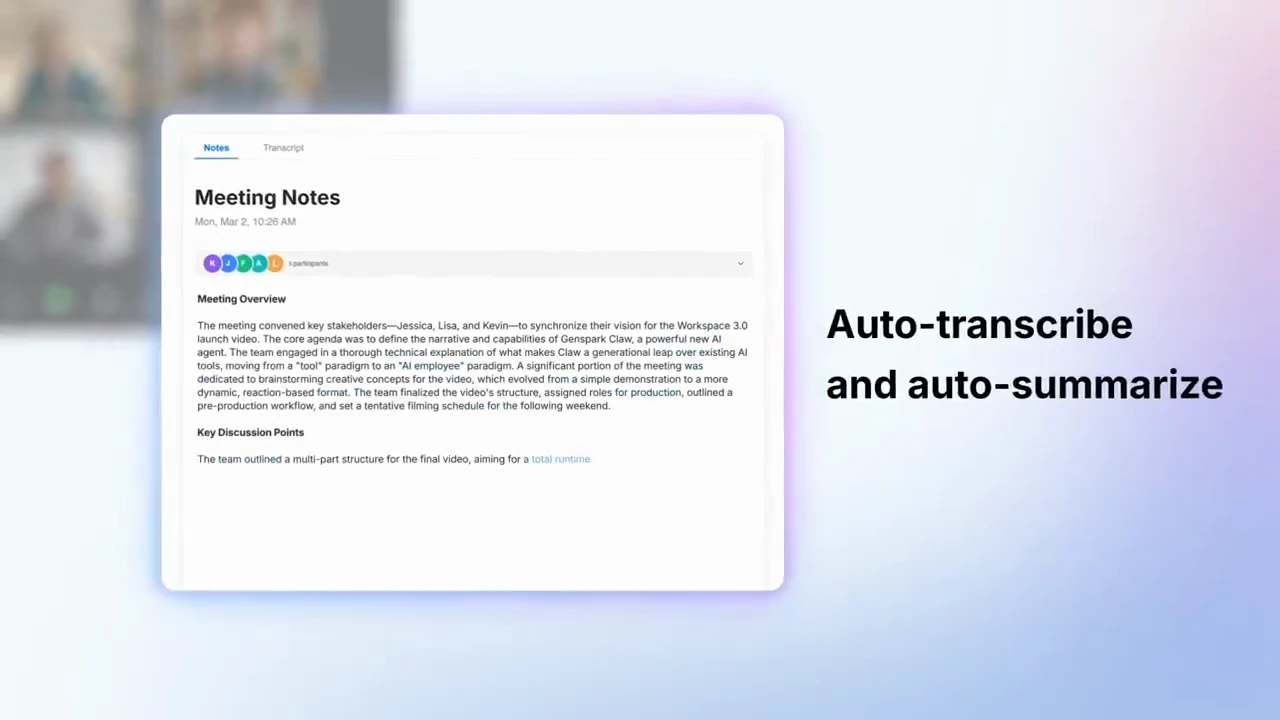 Notes
Transcript
Meeting Notes
Mon, Mar 2, 10:26 AM
K J F A L 5 participants
Meeting Overview
The meeting convened key stakeholders—Jessica, Lisa, and Kevin—to synchronize their vision for the Workspace 3.0
launch video. The core agenda was to define the narrative and capabilities of Genspark Claw, a powerful new AI
agent. The team engaged in a thorough technical explanation of what makes Claw a generational leap over existing AI
tools, moving from a "tool" paradigm to an "AI employee" paradigm. A significant portion of the meeting was
dedicated to brainstorming creative concepts for the video, which evolved from a simple demonstration to a more
dynamic, reaction-based format. The team finalized the video's structure, assigned roles for production, outlined a
pre-production workflow, and set a tentative filming schedule for the following weekend.
Key Discussion Points
The team outlined a multi-part structure for the final video, aiming for a total runtime
Auto-transcribe
and auto-summarize